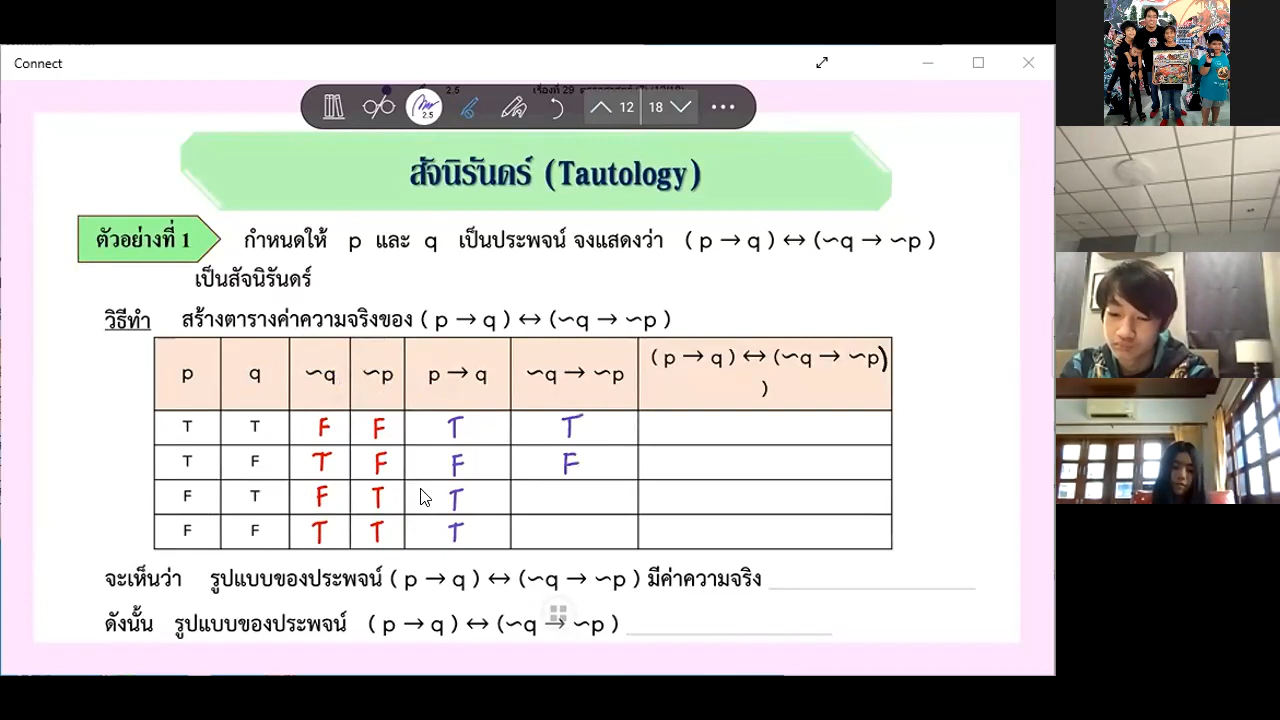 Connect
2.5
12 18
2.5
สัจนิรันดร์ (Tautology)
ตัวอย่างที่ 1 กำหนดให้ p และ q เป็นประพจน์ จงแสดงว่า ( p → q ) ↔ (∽q → ∽p )
เป็นสัจนิรันดร์
วิธีทำ สร้างตารางค่าความจริงของ ( p → q ) ↔ (∽q → ∽p )
p q ∽q ∽p p → q ∽q → ∽p ( p → q ) ↔ (∽q → ∽p)
)
T T F F T T
T F T F F F
F T F T T
F F T T T
จะเห็นว่า รูปแบบของประพจน์ ( p → q ) ↔ (∽q → ∽p ) มีค่าความจริง
ดังนั้น รูปแบบของประพจน์ ( p → q ) ↔ (∽q → ∽p )